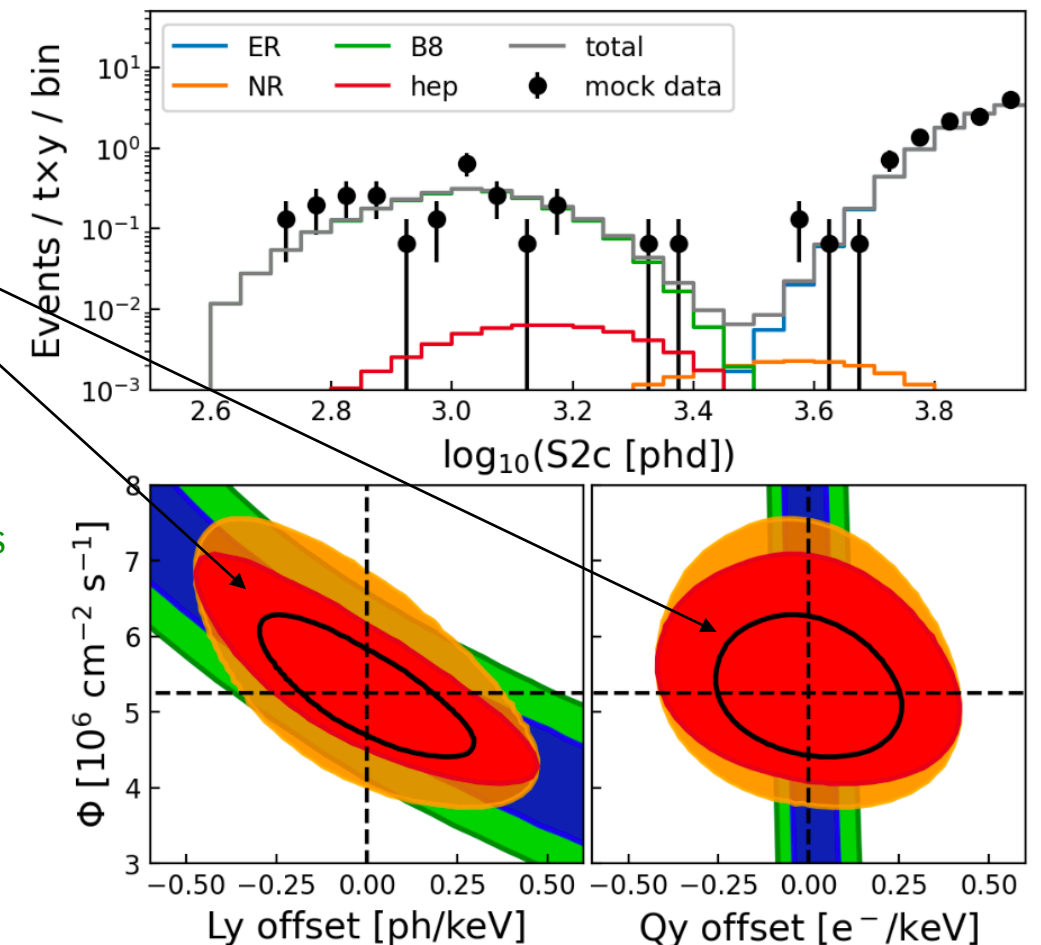 ER B8 total
NR hep mock data
Events / t×y / bin
10¹
10⁰
10⁻¹
10⁻²
10⁻³
2.6 2.8 3.0 3.2 3.4 3.6 3.8
log₁₀(S2c [phd])
s
Φ [10⁶ cm⁻² s⁻¹]
8
7
6
5
4
3
−0.50 −0.25 0.00 0.25 0.50
Ly offset [ph/keV]
−0.50 −0.25 0.00 0.25 0.50
Qy offset [e⁻/keV]